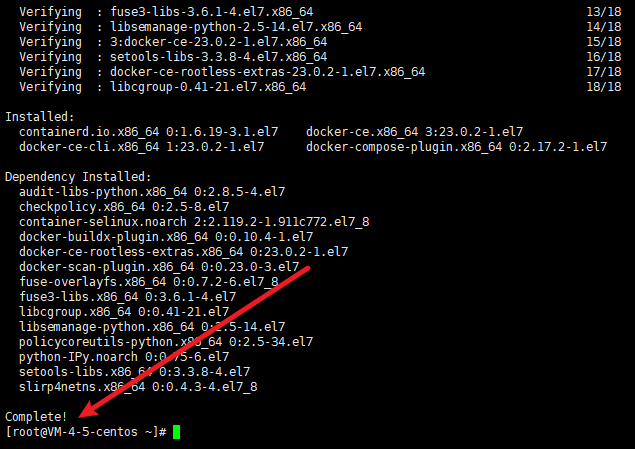 Verifying  : fuse3-libs-3.6.1-4.el7.x86_64 13/18
Verifying  : libsemanage-python-2.5-14.el7.x86_64 14/18
Verifying  : 3:docker-ce-23.0.2-1.el7.x86_64 15/18
Verifying  : setools-libs-3.3.8-4.el7.x86_64 16/18
Verifying  : docker-ce-rootless-extras-23.0.2-1.el7.x86_64 17/18
Verifying  : libcgroup-0.41-21.el7.x86_64 18/18
Installed:
containerd.io.x86_64 0:1.6.19-3.1.el7    docker-ce.x86_64 3:23.0.2-1.el7
docker-ce-cli.x86_64 1:23.0.2-1.el7    docker-compose-plugin.x86_64 0:2.17.2-1.el7
Dependency Installed:
audit-libs-python.x86_64 0:2.8.5-4.el7
checkpolicy.x86_64 0:2.5-8.el7
container-selinux.noarch 2:2.119.2-1.911c772.el7_8
docker-buildx-plugin.x86_64 0:0.10.4-1.el7
docker-ce-rootless-extras.x86_64 0:23.0.2-1.el7
docker-scan-plugin.x86_64 0:0.23.0-3.el7
fuse-overlayfs.x86_64 0:0.7.2-6.el7_8
fuse3-libs.x86_64 0:3.6.1-4.el7
libcgroup.x86_64 0:0.41-21.el7
libsemanage-python.x86_64 0:2.5-14.el7
policycoreutils-python.x86_64 0:2.5-34.el7
python-IPy.noarch 0:0.75-6.el7
setools-libs.x86_64 0:3.3.8-4.el7
slirp4netns.x86_64 0:0.4.3-4.el7_8
Complete!
[root@VM-4-5-centos ~]#